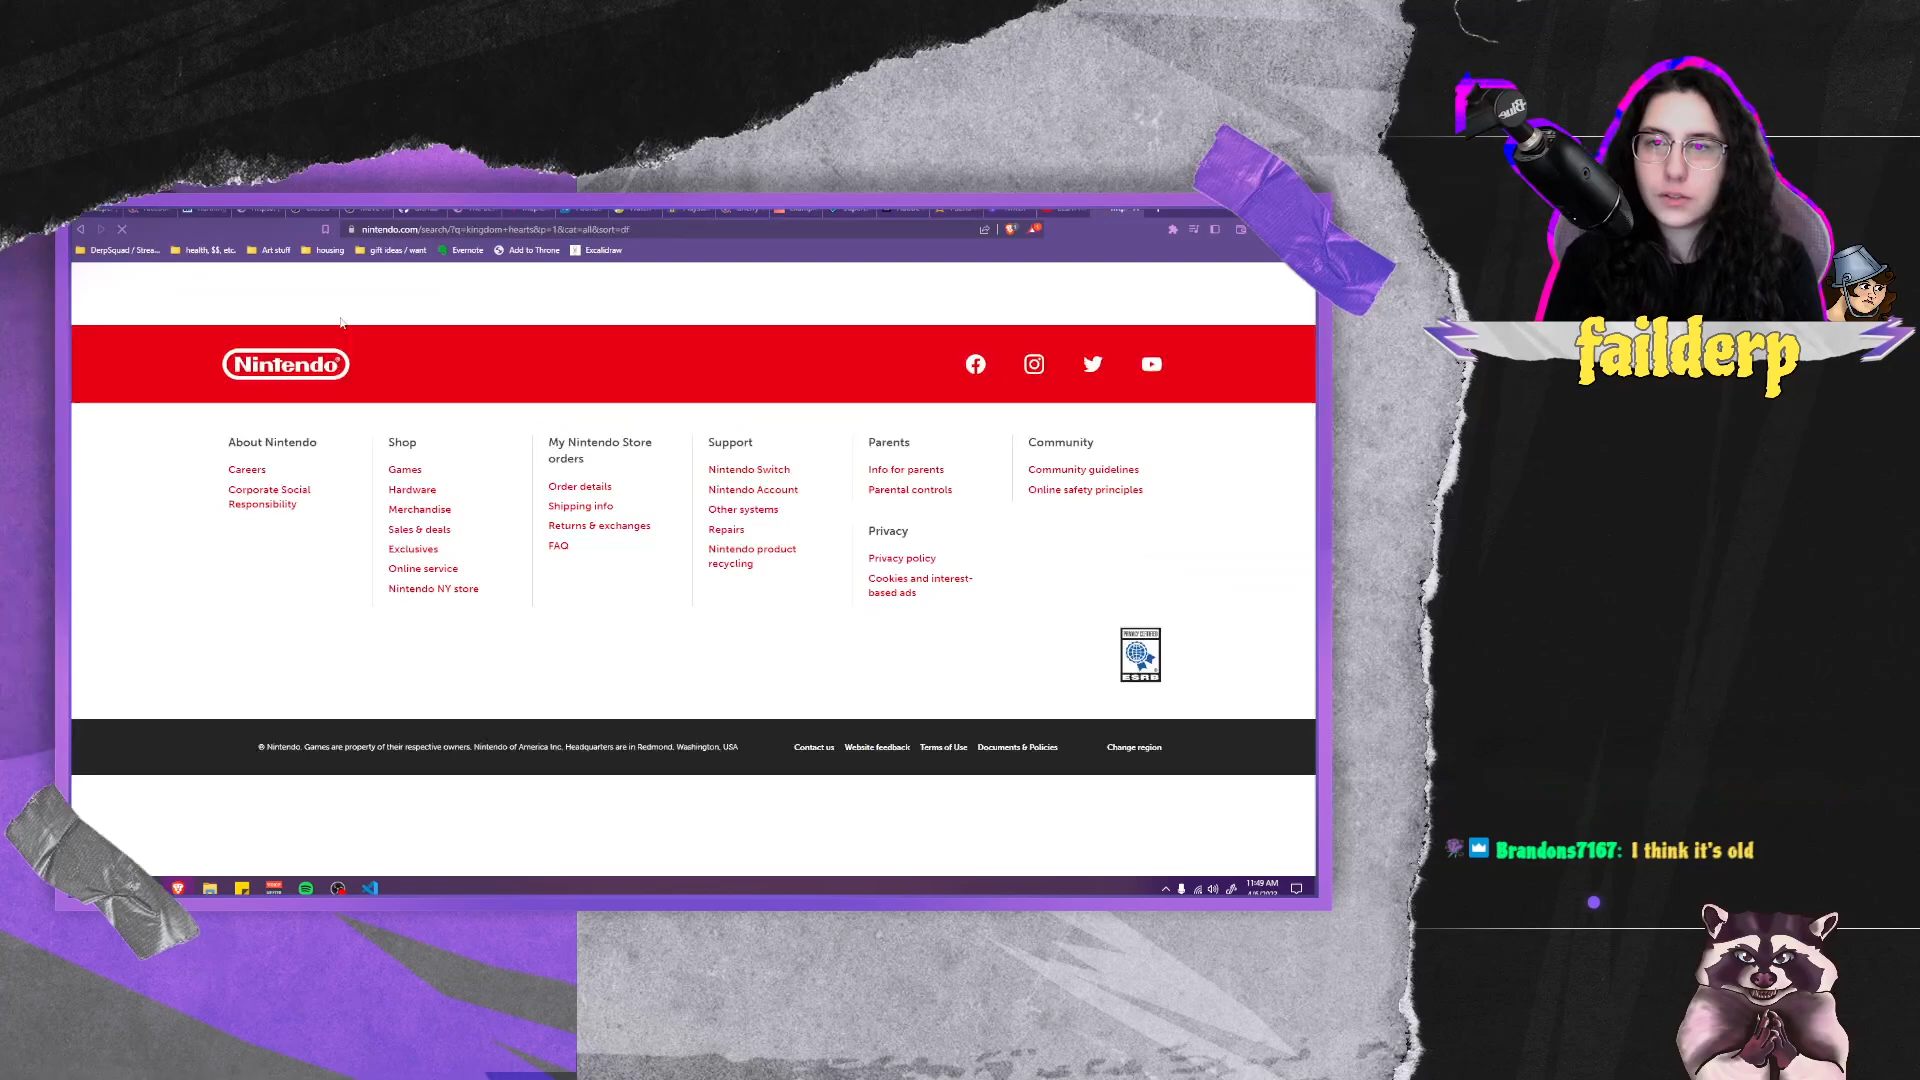 nintendo.com/search/?q=kingdom+hearts&p=1&cat=all&sort=df
DerpSquad / Strea... health, $$, etc. Art stuff housing gift ideas / want Evernote Add to Throne Excalidraw
Blue
failderp
Nintendo
About Nintendo
Careers
Corporate Social
Responsibility
Shop
Games
Hardware
Merchandise
Sales & deals
Exclusives
Online service
Nintendo NY store
My Nintendo Store
orders
Order details
Shipping info
Returns & exchanges
FAQ
Support
Nintendo Switch
Nintendo Account
Other systems
Repairs
Nintendo product
recycling
Parents
Info for parents
Parental controls
Privacy
Privacy policy
Cookies and interest-
based ads
Community
Community guidelines
Online safety principles
PRIVACY CERTIFIED
ESRB
© Nintendo. Games are property of their respective owners. Nintendo of America Inc. Headquarters are in Redmond, Washington, USA
Contact us Website feedback Terms of Use Documents & Policies Change region
Brandons7167: I think it's old
11:49 AM